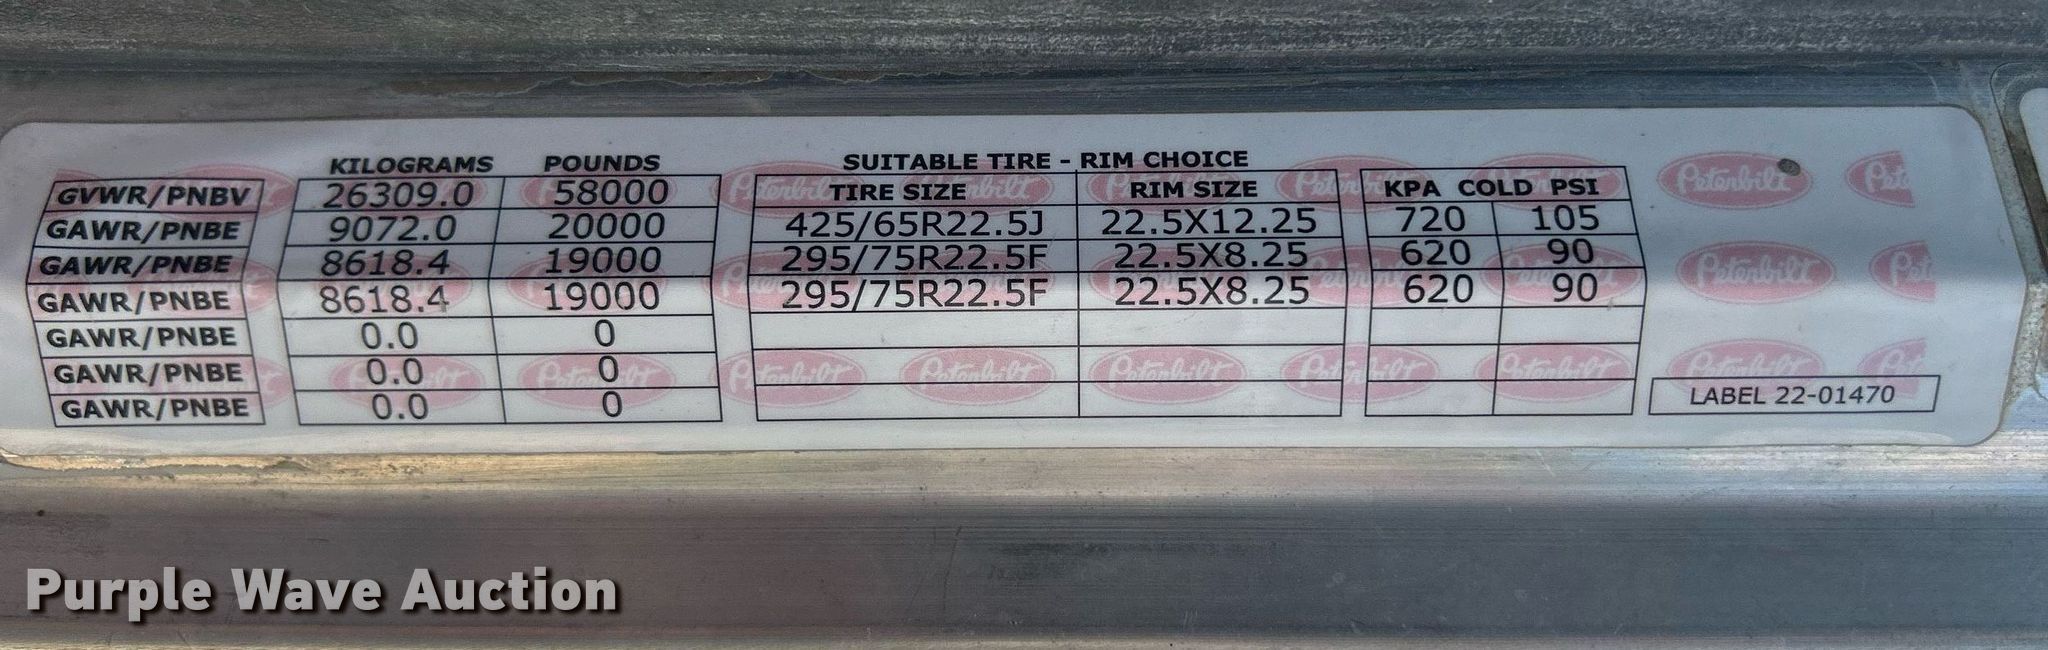 KILOGRAMS POUNDS SUITABLE TIRE - RIM CHOICE
GVWR/PNBV 26309.0 58000 TIRE SIZE RIM SIZE KPA COLD PSI
GAWR/PNBE 9072.0 20000 425/65R22.5J 22.5X12.25 720 105
GAWR/PNBE 8618.4 19000 295/75R22.5F 22.5X8.25 620 90
GAWR/PNBE 8618.4 19000 295/75R22.5F 22.5X8.25 620 90
GAWR/PNBE 0.0 0
GAWR/PNBE 0.0 0
GAWR/PNBE 0.0 0
LABEL 22-01470
Peterbilt
Purple Wave Auction